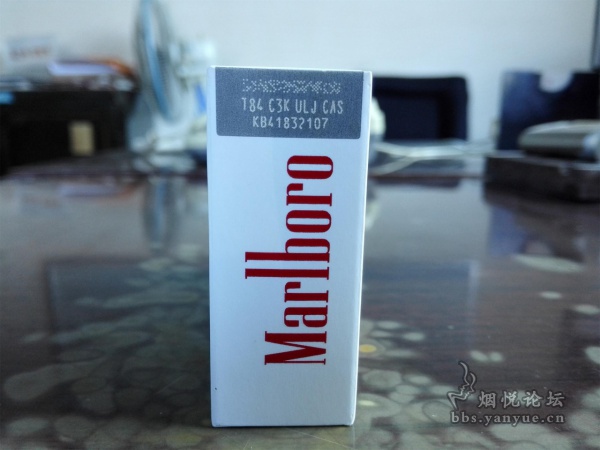 T84 C3K ULJ CAS
KB41832107
Marlboro
烟悦论坛
bbs.yanyue.cn